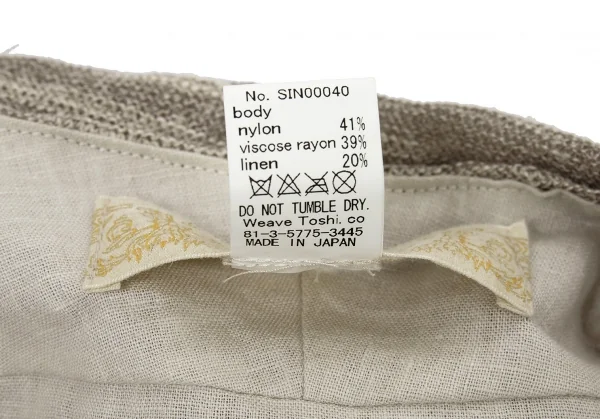 No. SIN00040
body
nylon 41%
viscose rayon 39%
linen 20%
DO NOT TUMBLE DRY.
Weave Toshi. co
81-3-5775-3445
MADE IN JAPAN